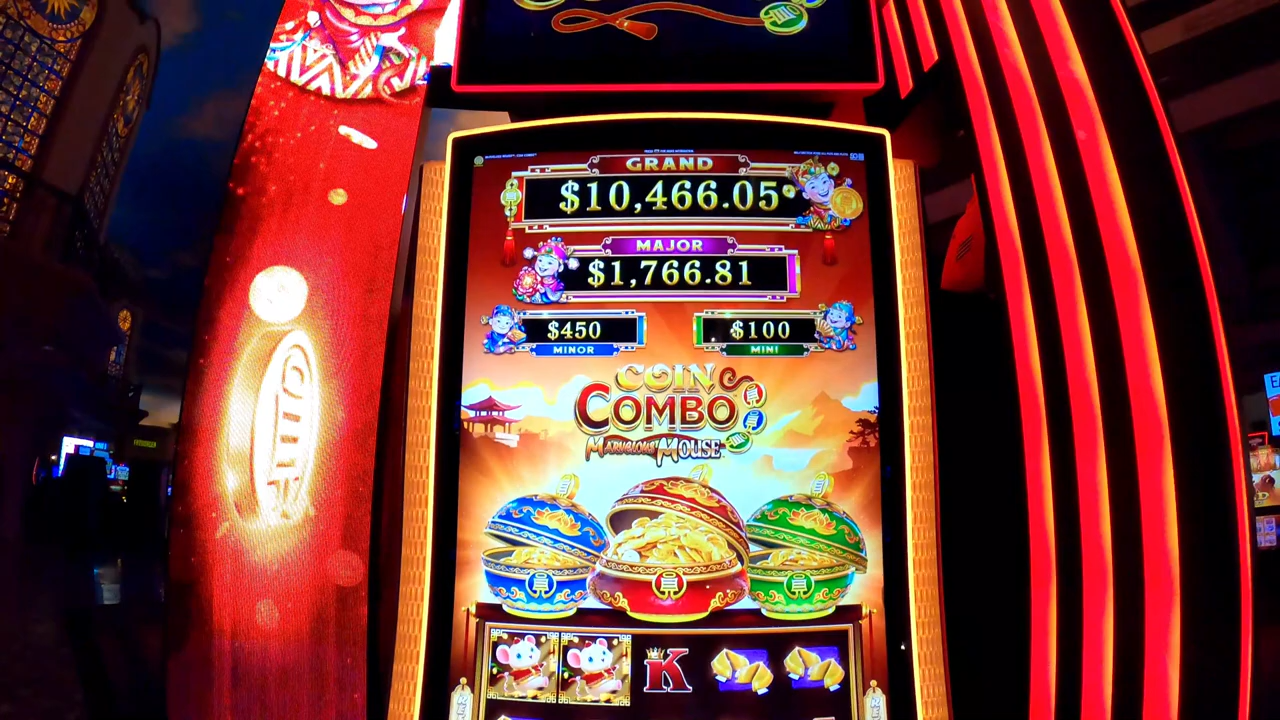 GRAND
$10,466.05
MAJOR
$1,766.81
$450
$100
MINOR
MINI
COIN
COMBO
MARVELOUS MOUSE
K